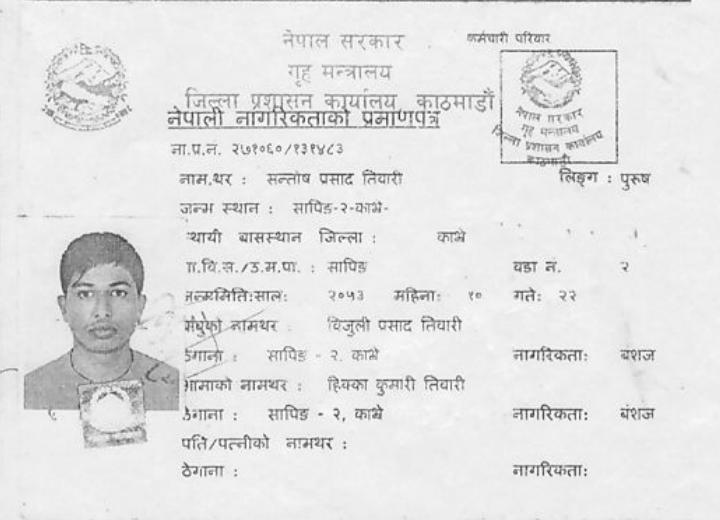 नेपाल सरकार
कर्मचारी परिवार
गृह मन्त्रालय
जिल्ला प्रशासन कार्यालय, काठमाडौं
नेपाली नागरिकताको प्रमाणपत्र
नेपाल सरकार
गृह मन्त्रालय
जिल्ला प्रशासन कार्यालय
काठमाडौं
ना.प्र.नं. २७१०६०/१३१४८३
नाम,थर : सन्तोष प्रसाद तिवारी लिङ्ग : पुरुष
जन्म स्थान : सापिङ-२-काभ्रे-
स्थायी बासस्थान जिल्ला : काभ्रे
गा.वि.स./उ.म.पा. : सापिङ वडा नं. २
जन्ममिति:साल: २०५३ महिना: १० गते: २२
बाबुको नामथर : विजुली प्रसाद तिवारी
ठेगाना : सापिङ - २, काभ्रे नागरिकता: बंशज
आमाको नामथर : हिक्का कुमारी तिवारी
ठेगाना : सापिङ - २, काभ्रे नागरिकता: बंशज
पति/पत्नीको नामथर :
ठेगाना : नागरिकता: